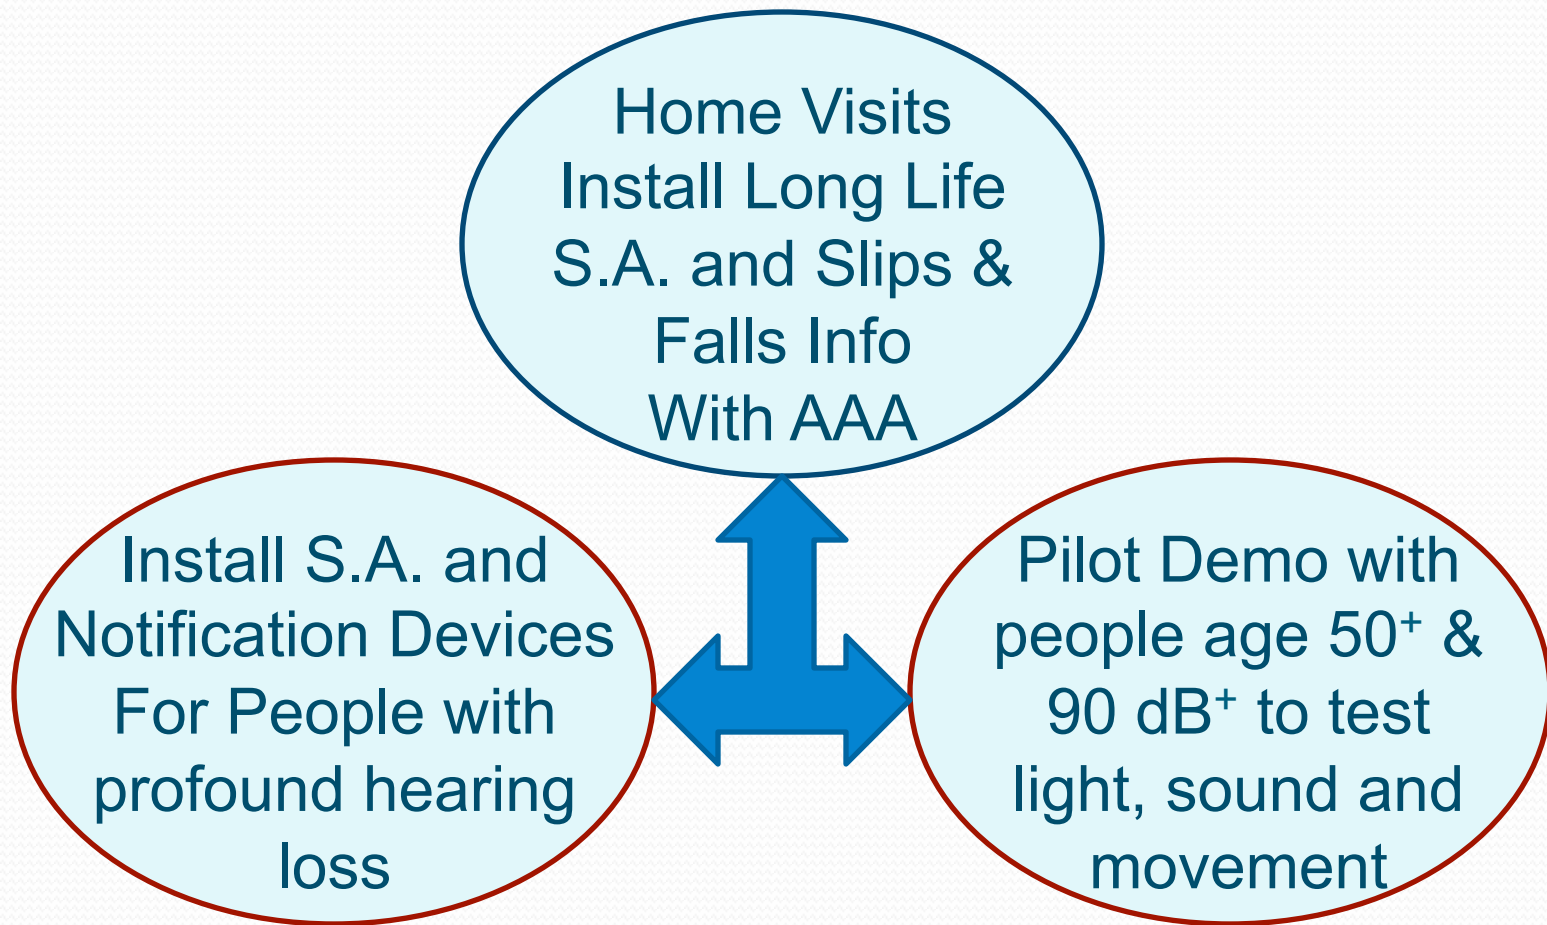 Home Visits
Install Long Life
S.A. and Slips &
Falls Info
With AAA
Install S.A. and
Notification Devices
For People with
profound hearing
loss
Pilot Demo with
people age 50⁺ &
90 dB⁺ to test
light, sound and
movement